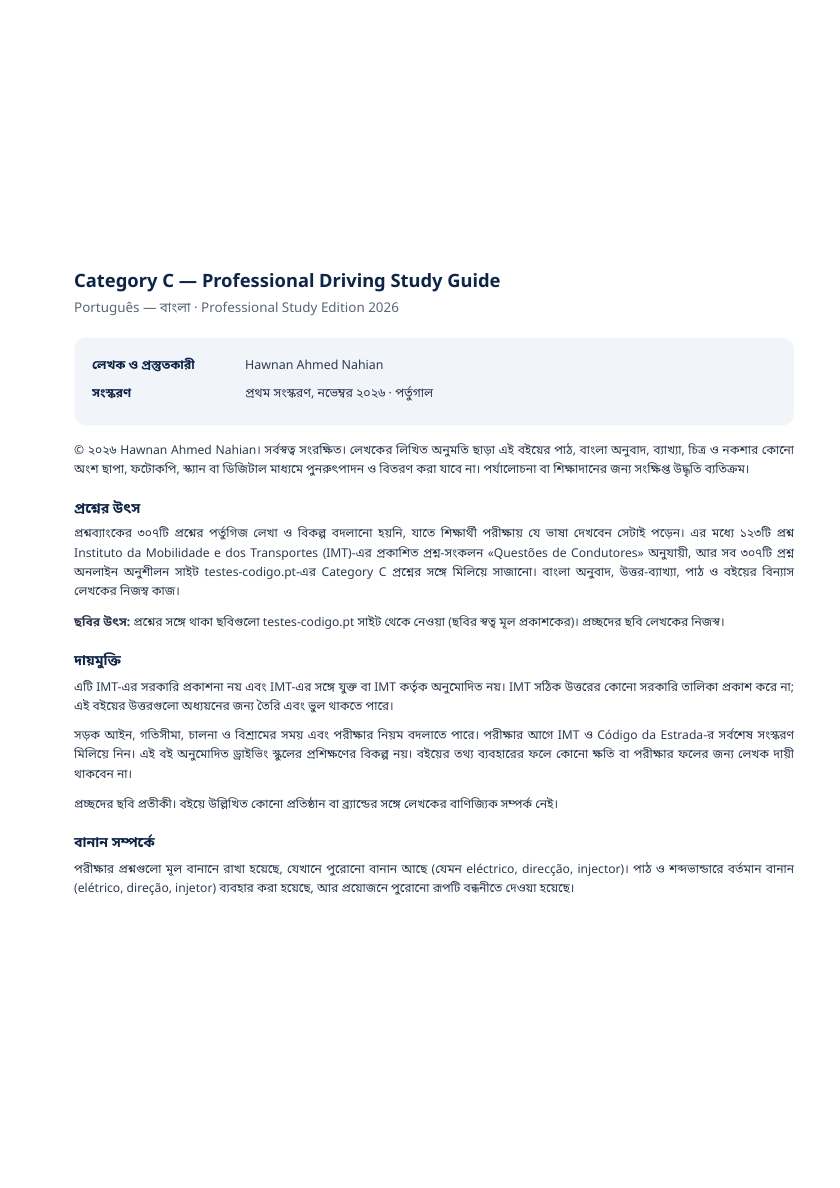 Category C — Professional Driving Study Guide
Português — বাংলা · Professional Study Edition 2026
লেখক ও প্রস্তুতকারী Hawnan Ahmed Nahian
সংস্করণ প্রথম সংস্করণ, নভেম্বর ২০২৬ · পর্তুগাল
© ২০২৬ Hawnan Ahmed Nahian। সর্বস্বত্ব সংরক্ষিত। লেখকের লিখিত অনুমতি ছাড়া এই বইয়ের পাঠ, বাংলা অনুবাদ, ব্যাখ্যা, চিত্র ও নকশার কোনো
অংশ ছাপা, ফটোকপি, স্ক্যান বা ডিজিটাল মাধ্যমে পুনরুৎপাদন ও বিতরণ করা যাবে না। পর্যালোচনা বা শিক্ষাদানের জন্য সংক্ষিপ্ত উদ্ধৃতি ব্যতিক্রম।
প্রশ্নের উৎস
প্রশ্নব্যাংকের ৩০৭টি প্রশ্নের পর্তুগিজ লেখা ও বিকল্প বদলানো হয়নি, যাতে শিক্ষার্থী পরীক্ষায় যে ভাষা দেখবেন সেটাই পড়েন। এর মধ্যে ১২৩টি প্রশ্ন
Instituto da Mobilidade e dos Transportes (IMT)-এর প্রকাশিত প্রশ্ন-সংকলন «Questões de Condutores» অনুযায়ী, আর সব ৩০৭টি প্রশ্ন
অনলাইন অনুশীলন সাইট testes-codigo.pt-এর Category C প্রশ্নের সঙ্গে মিলিয়ে সাজানো। বাংলা অনুবাদ, উত্তর-ব্যাখ্যা, পাঠ ও বইয়ের বিন্যাস
লেখকের নিজস্ব কাজ।
ছবির উৎস: প্রশ্নের সঙ্গে থাকা ছবিগুলো testes-codigo.pt সাইট থেকে নেওয়া (ছবির স্বত্ব মূল প্রকাশকের)। প্রচ্ছদের ছবি লেখকের নিজস্ব।
দায়মুক্তি
এটি IMT-এর সরকারি প্রকাশনা নয় এবং IMT-এর সঙ্গে যুক্ত বা IMT কর্তৃক অনুমোদিত নয়। IMT সঠিক উত্তরের কোনো সরকারি তালিকা প্রকাশ করে না;
এই বইয়ের উত্তরগুলো অধ্যয়নের জন্য তৈরি এবং ভুল থাকতে পারে।
সড়ক আইন, গতিসীমা, চালনা ও বিশ্রামের সময় এবং পরীক্ষার নিয়ম বদলাতে পারে। পরীক্ষার আগে IMT ও Código da Estrada-র সর্বশেষ সংস্করণ
মিলিয়ে নিন। এই বই অনুমোদিত ড্রাইভিং স্কুলের প্রশিক্ষণের বিকল্প নয়। বইয়ের তথ্য ব্যবহারের ফলে কোনো ক্ষতি বা পরীক্ষার ফলের জন্য লেখক দায়ী
থাকবেন না।
প্রচ্ছদের ছবি প্রতীকী। বইয়ে উল্লিখিত কোনো প্রতিষ্ঠান বা ব্র্যান্ডের সঙ্গে লেখকের বাণিজ্যিক সম্পর্ক নেই।
বানান সম্পর্কে
পরীক্ষার প্রশ্নগুলো মূল বানানে রাখা হয়েছে, যেখানে পুরোনো বানান আছে (যেমন eléctrico, direcção, injector)। পাঠ ও শব্দভান্ডারে বর্তমান বানান
(elétrico, direção, injetor) ব্যবহার করা হয়েছে, আর প্রয়োজনে পুরোনো রূপটি বন্ধনীতে দেওয়া হয়েছে।